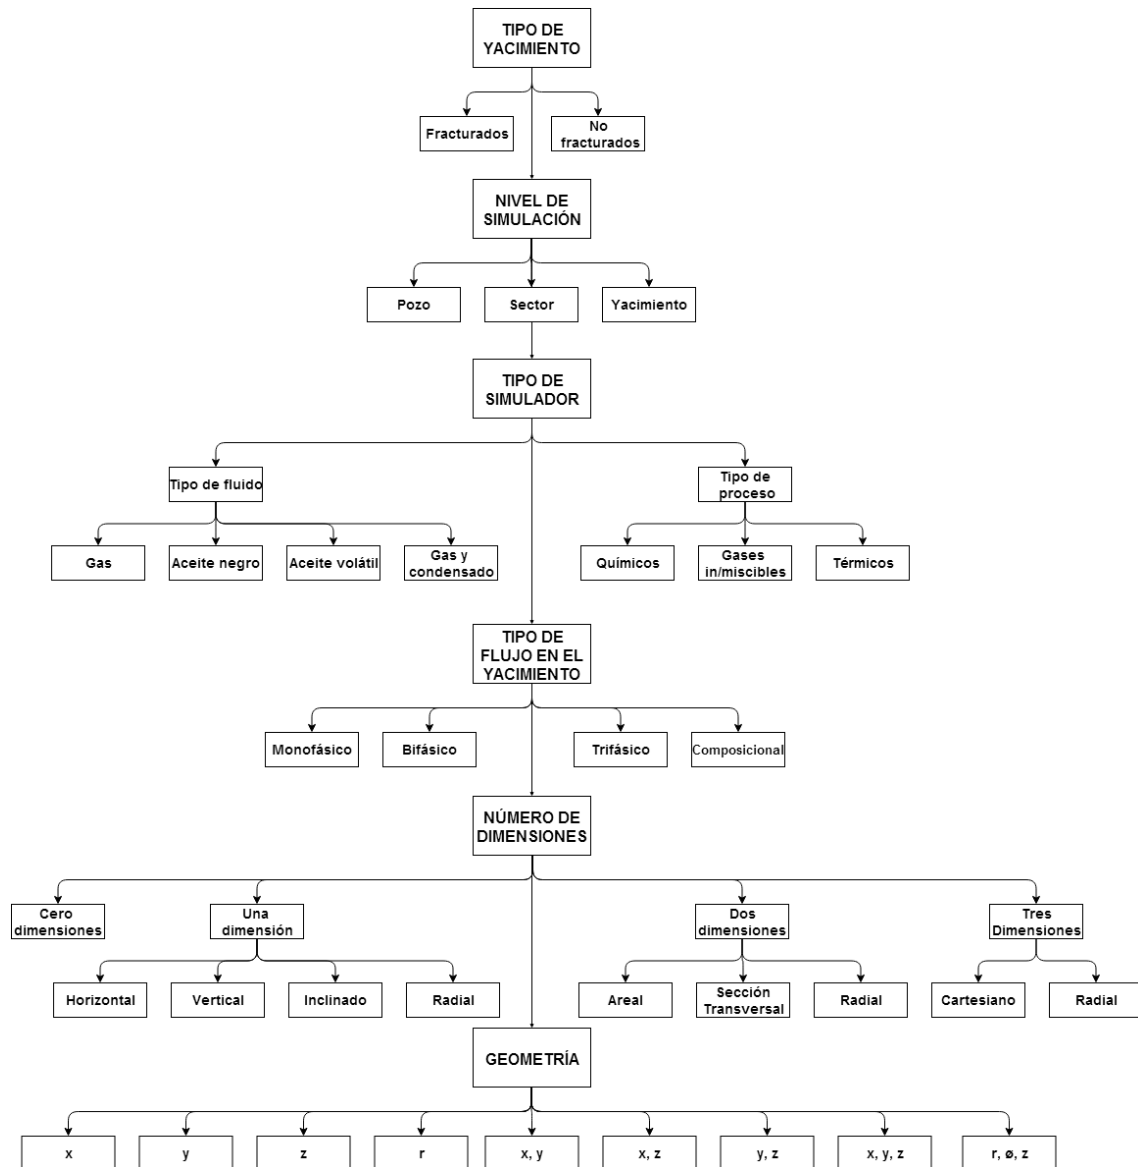 TIPO DE
YACIMIENTO
Fracturados
No
fracturados
NIVEL DE
SIMULACIÓN
Pozo
Sector
Yacimiento
TIPO DE
SIMULADOR
Tipo de fluido
Tipo de
proceso
Gas
Aceite negro
Aceite volátil
Gas y
condensado
Químicos
Gases
in/miscibles
Térmicos
TIPO DE
FLUJO EN EL
YACIMIENTO
Monofásico
Bifásico
Trifásico
Composicional
NÚMERO DE
DIMENSIONES
Cero
dimensiones
Una
dimensión
Dos
dimensiones
Tres
Dimensiones
Horizontal
Vertical
Inclinado
Radial
Areal
Sección
Transversal
Radial
Cartesiano
Radial
GEOMETRÍA
x
y
z
r
x, y
x, z
y, z
x, y, z
r, ø, z